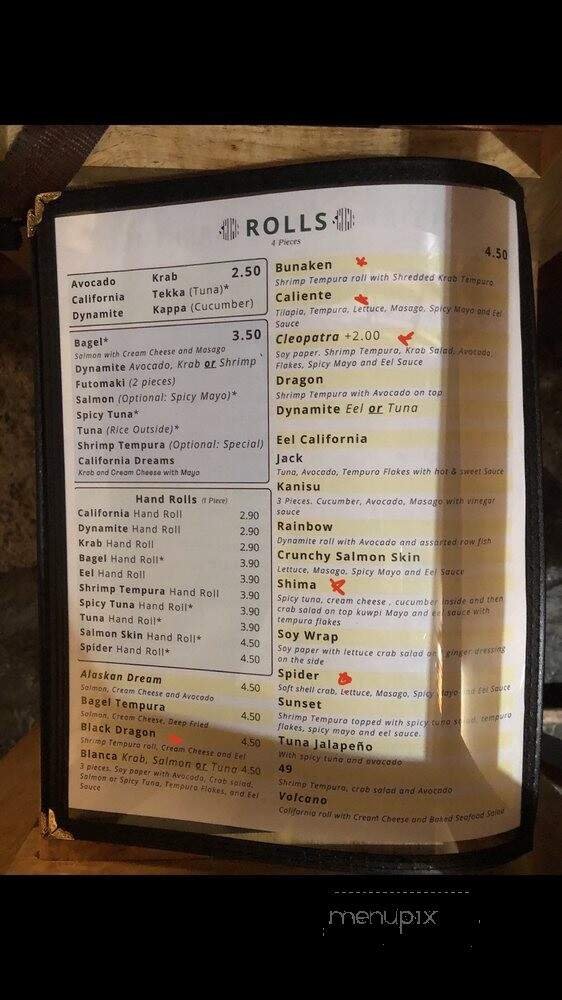 ROLLS
4 Pieces
Avocado Krab 2.50
California Tekka (Tuna)*
Dynamite Kappa (Cucumber)
Bagel* 3.50
Salmon with Cream Cheese and Masago
Dynamite Avocado, Krab or Shrimp
Futomaki (2 pieces)
Salmon (Optional: Spicy Mayo)*
Spicy Tuna*
Tuna (Rice Outside)*
Shrimp Tempura (Optional: Special)
California Dreams
Krab and Cream Cheese with Mayo
Hand Rolls (1 Piece)
California Hand Roll 2.90
Dynamite Hand Roll 2.90
Krab Hand Roll 2.90
Bagel Hand Roll* 3.90
Eel Hand Roll 3.90
Shrimp Tempura Hand Roll 3.90
Spicy Tuna Hand Roll* 3.90
Tuna Hand Roll* 3.90
Salmon Skin Hand Roll* 4.50
Spider Hand Roll* 4.50
Alaskan Dream 4.50
Salmon, Cream Cheese and Avocado
Bagel Tempura 4.50
Salmon, Cream Cheese, Deep Fried
Black Dragon 4.50
Shrimp Tempura roll, Cream Cheese and Eel
Blanca Krab, Salmon or Tuna 4.50
3 pieces. Soy paper with Avocado, Crab salad,
Salmon or Spicy Tuna, Tempura Flakes, and Eel
Sauce
4.50
Bunaken
Shrimp Tempura roll with Shredded Krab Tempura
Caliente
Tilapia, Tempura, Lettuce, Masago, Spicy Mayo and Eel
Sauce
Cleopatra +2.00
Soy paper. Shrimp Tempura, Krab Salad, Avocado,
Flakes, Spicy Mayo and Eel Sauce
Dragon
Shrimp Tempura with Avocado on top
Dynamite Eel or Tuna
Eel California
Jack
Tuna, Avocado, Tempura Flakes with hot & sweet Sauce
Kanisu
3 Pieces. Cucumber, Avocado, Masago with vinegar
sauce
Rainbow
Dynamite roll with Avocado and assorted raw fish
Crunchy Salmon Skin
Lettuce, Masago, Spicy Mayo and Eel Sauce
Shima
Spicy tuna, cream cheese , cucumber inside and then
crab salad on top kuwpi Mayo and eel sauce with
tempura flakes
Soy Wrap
Soy paper with lettuce crab salad and ginger dressing
on the side
Spider
Soft shell crab, Lettuce, Masago, Spicy Mayo and Eel Sauce
Sunset
Shrimp Tempura topped with spicy tuna salad, tempura
flakes, spicy mayo and eel sauce.
Tuna Jalapeño
With spicy tuna and avocado
49
Shrimp Tempura, crab salad and Avocado
Volcano
California roll with Cream Cheese and Baked Seafood Salad
menupix